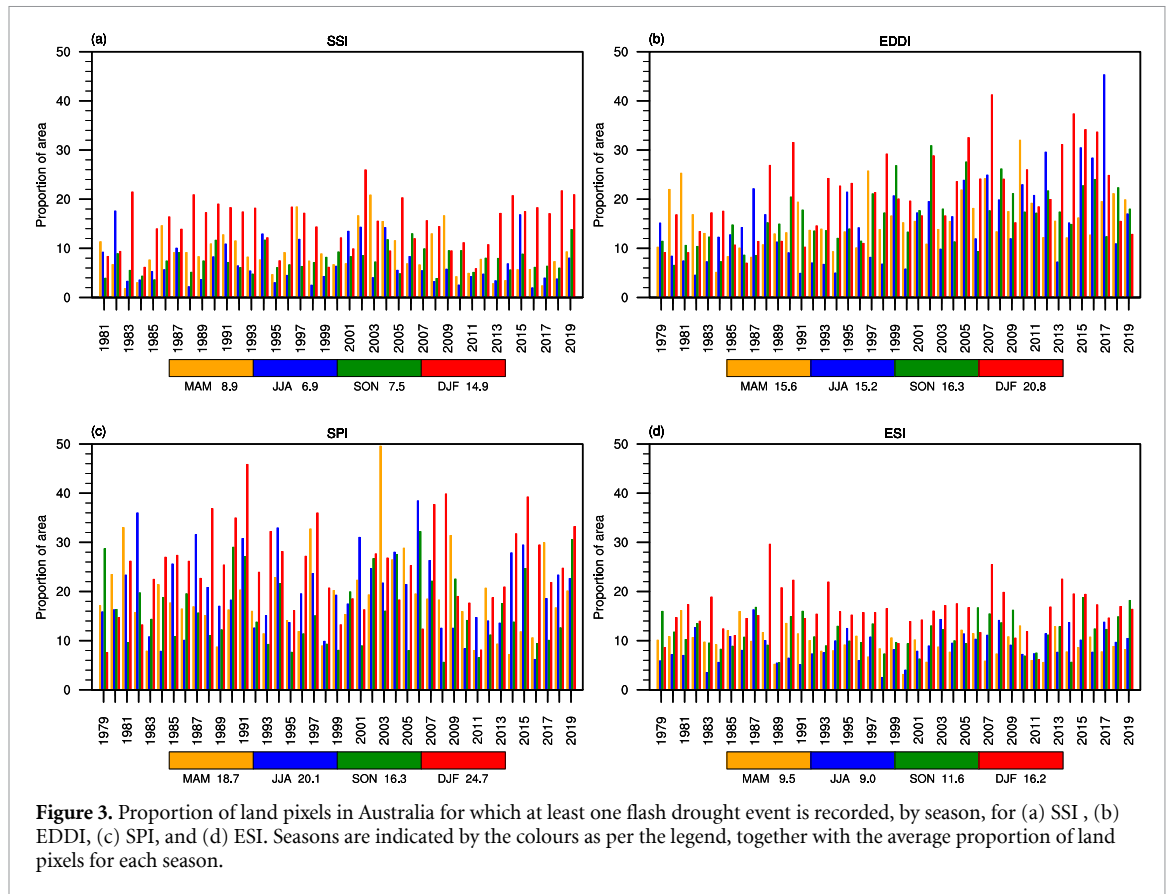 (a) SSI
50
40
30
20
10
0
Proportion of area
1981 1983 1985 1987 1989 1991 1993 1995 1997 1999 2001 2003 2005 2007 2009 2011 2013 2015 2017 2019
MAM 8.9 JJA 6.9 SON 7.5 DJF 14.9
(b) EDDI
50
40
30
20
10
0
Proportion of area
1979 1981 1983 1985 1987 1989 1991 1993 1995 1997 1999 2001 2003 2005 2007 2009 2011 2013 2015 2017 2019
MAM 15.6 JJA 15.2 SON 16.3 DJF 20.8
(c) SPI
50
40
30
20
10
0
Proportion of area
1979 1981 1983 1985 1987 1989 1991 1993 1995 1997 1999 2001 2003 2005 2007 2009 2011 2013 2015 2017 2019
MAM 18.7 JJA 20.1 SON 16.3 DJF 24.7
(d) ESI
50
40
30
20
10
0
Proportion of area
1979 1981 1983 1985 1987 1989 1991 1993 1995 1997 1999 2001 2003 2005 2007 2009 2011 2013 2015 2017 2019
MAM 9.5 JJA 9.0 SON 11.6 DJF 16.2
Figure 3. Proportion of land pixels in Australia for which at least one flash drought event is recorded, by season, for (a) SSI , (b)
EDDI, (c) SPI, and (d) ESI. Seasons are indicated by the colours as per the legend, together with the average proportion of land
pixels for each season.